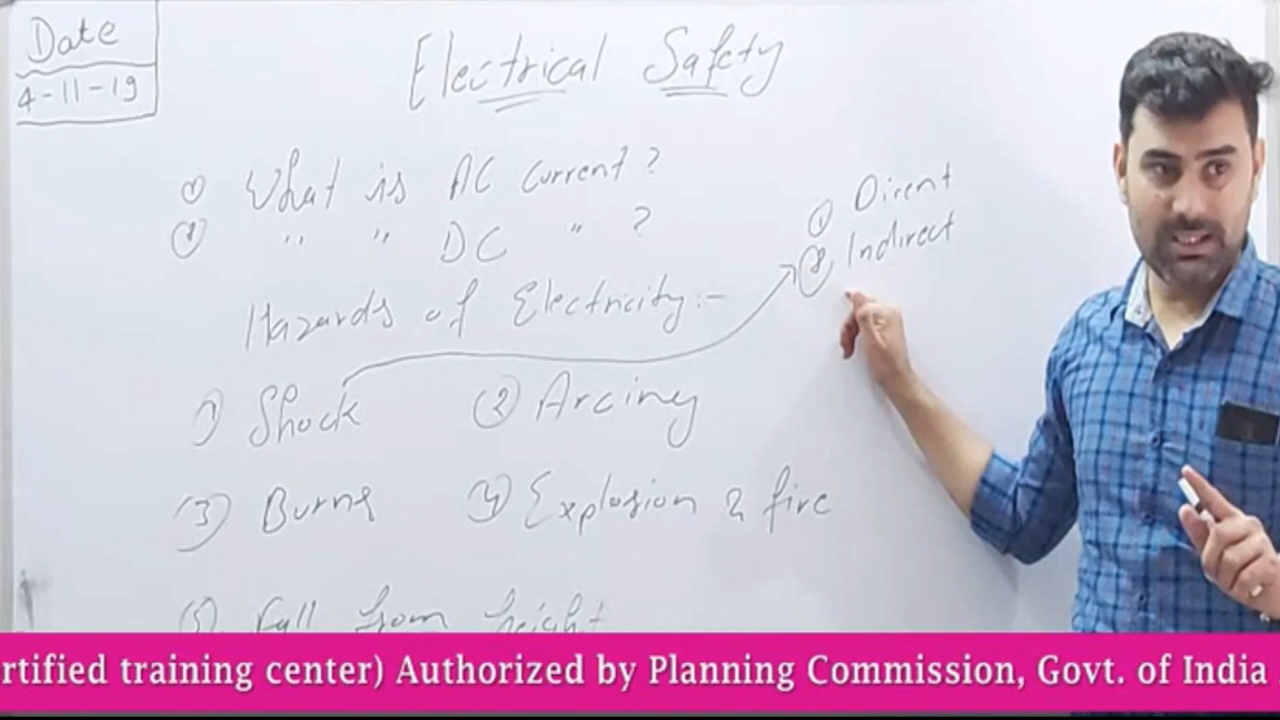 Date
4-11-19
Electrical Safety
① What is AC Current?
② " " DC " ?
① Dirent
② Indirect
Hazards of Electricity:-
① Shock ② Arcing
(3) Burns (4) Explosion & fire
(5) Fall from height
rtified training center) Authorized by Planning Commission, Govt. of India